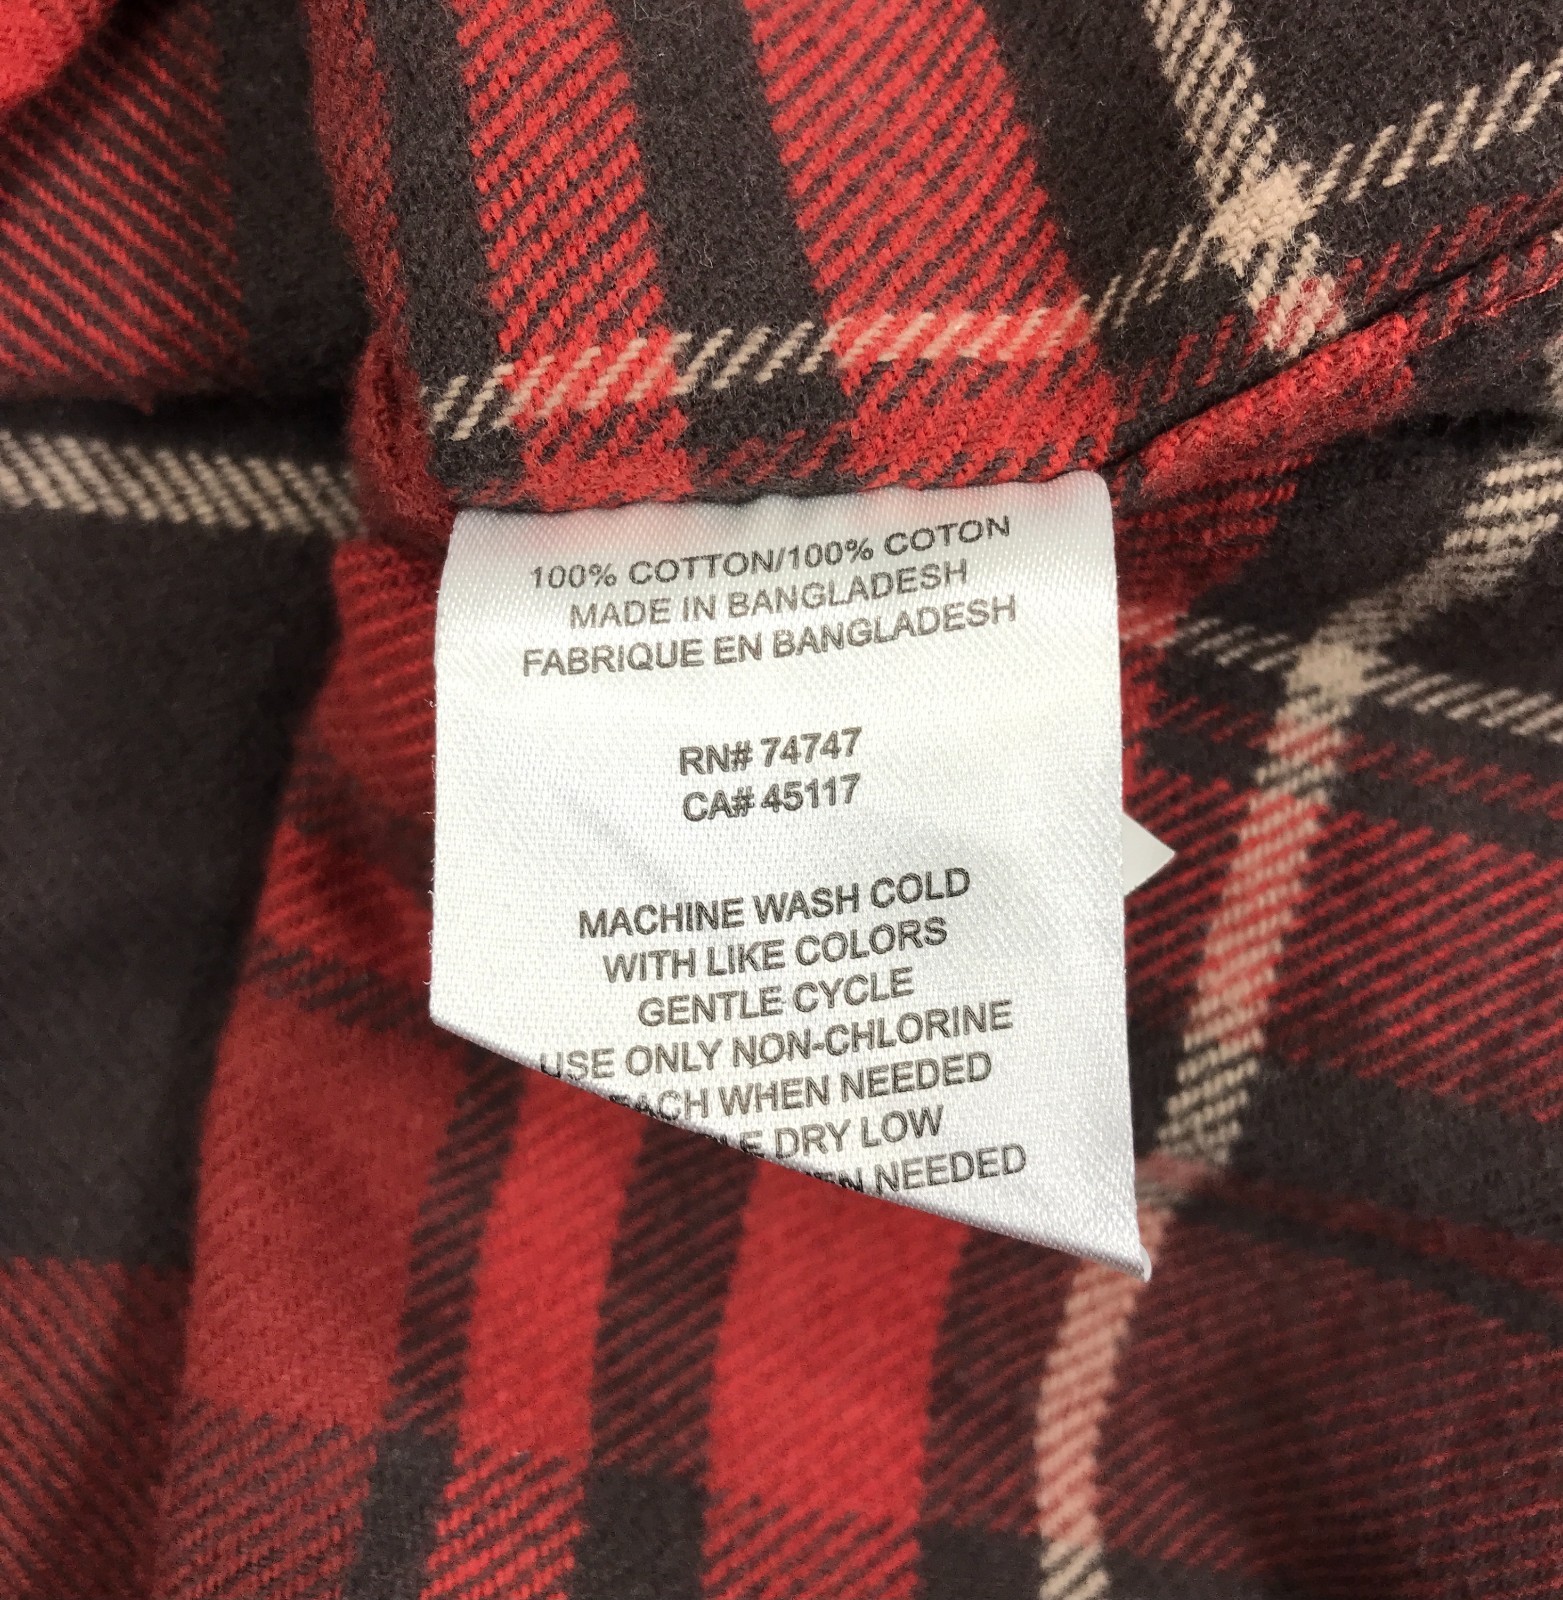 100% COTTON/100% COTON
MADE IN BANGLADESH
FABRIQUE EN BANGLADESH
RN# 74747
CA# 45117
MACHINE WASH COLD
WITH LIKE COLORS
GENTLE CYCLE
USE ONLY NON-CHLORINE
WHEN NEEDED
DRY LOW
NEEDED